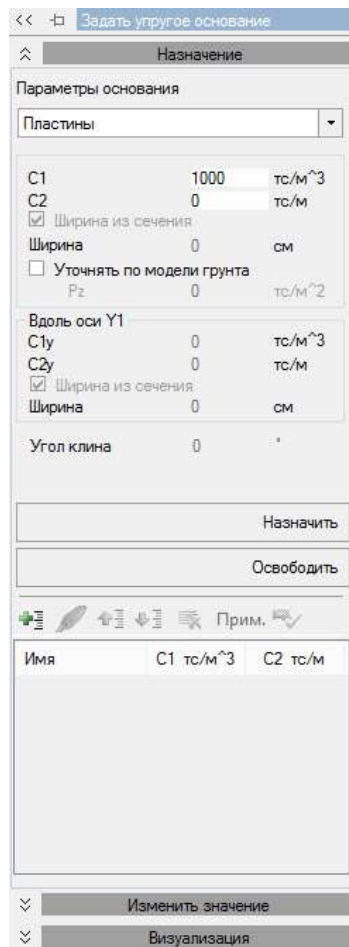 << Задать упругое основание
Назначение
Параметры основания
Пластины
C1 1000 тс/м^3
C2 0 тс/м
Ширина из сечения
Ширина 0 см
Уточнять по модели грунта
Pz 0 тс/м^2
Вдоль оси Y1
C1y 0 тс/м^3
C2y 0 тс/м
Ширина из сечения
Ширина 0 см
Угол клина 0 °
Назначить
Освободить
Прим.
Имя C1 тс/м^3 C2 тс/м
Изменить значение
Визуализация